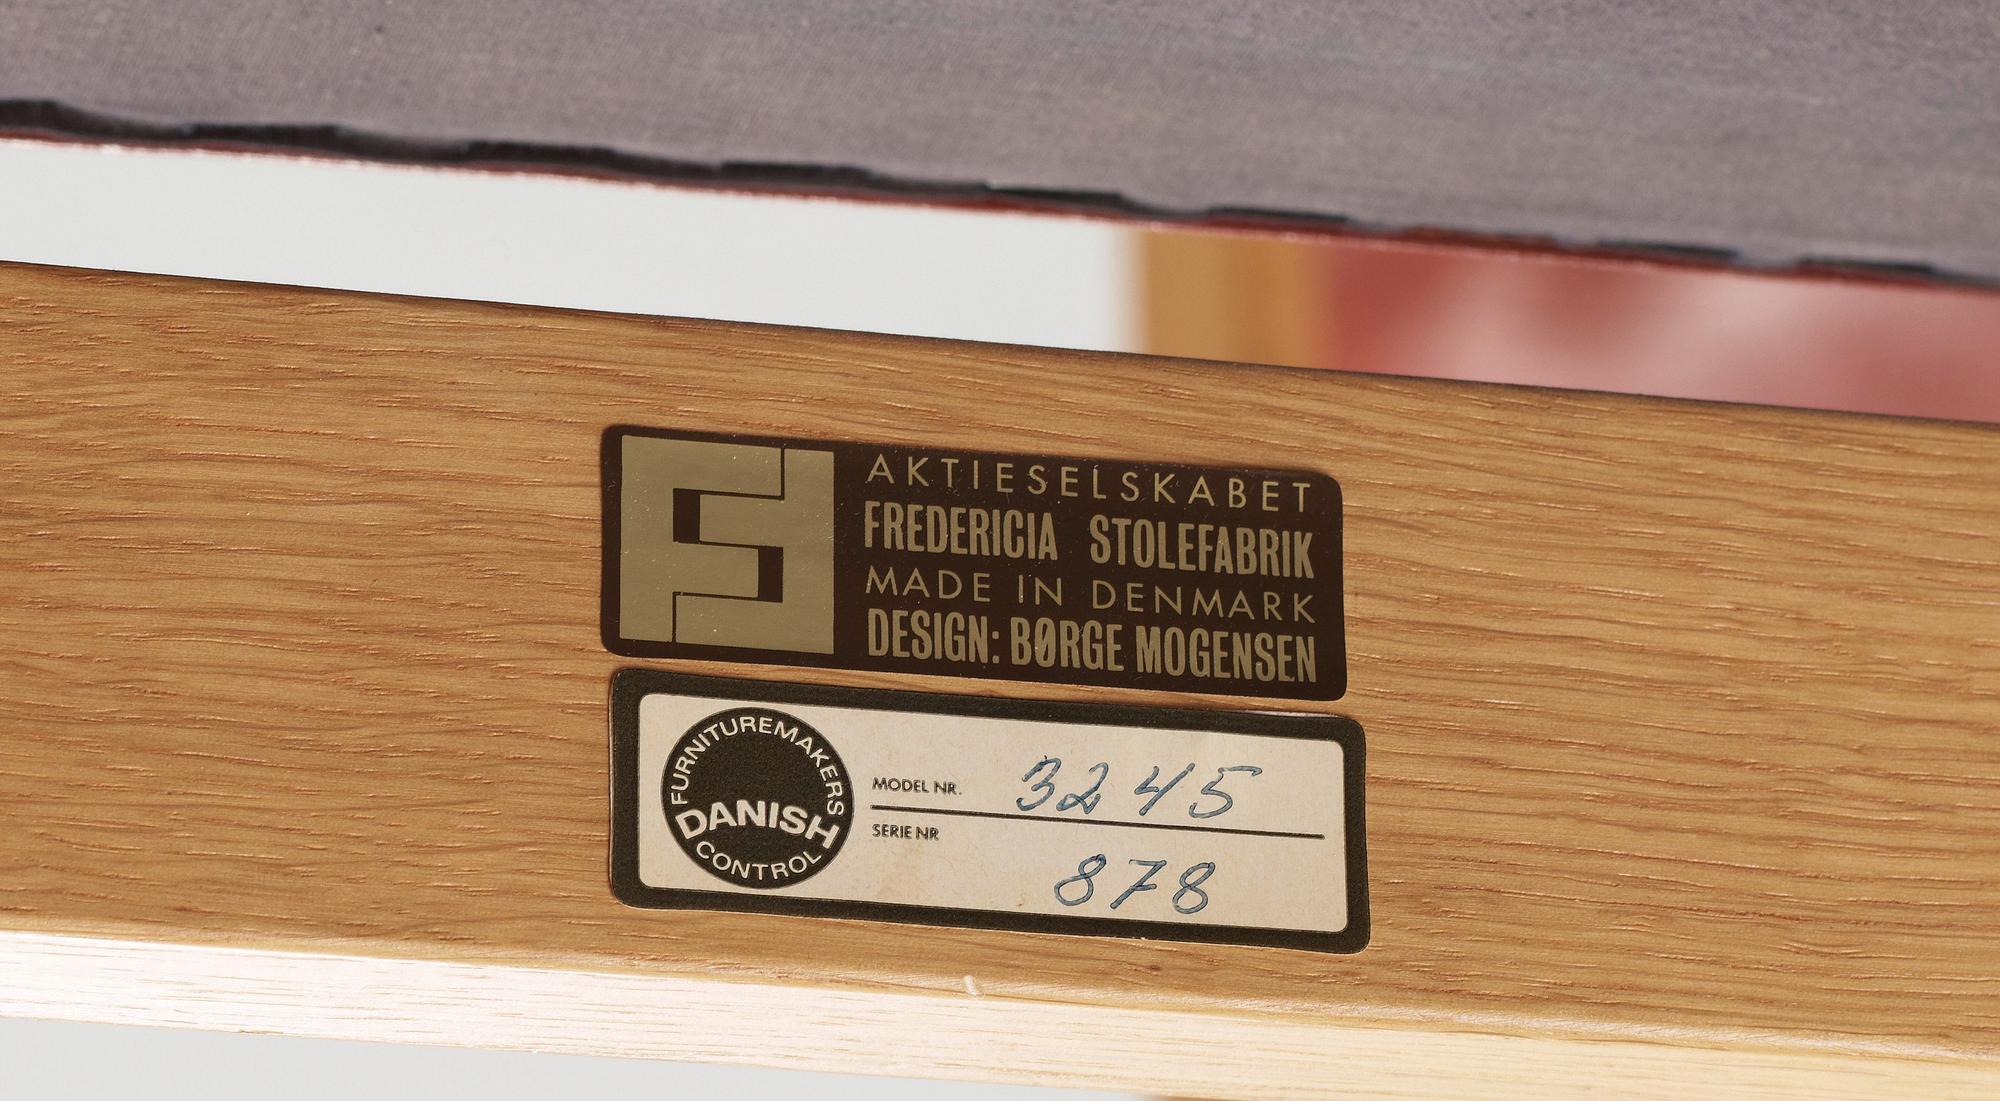 AKTIESELSKABET
FREDERICIA STOLEFABRIK
MADE IN DENMARK
DESIGN: BØRGE MOGENSEN
FURNITUREMAKERS
DANISH
CONTROL
MODEL NR. 3245
SERIE NR 878